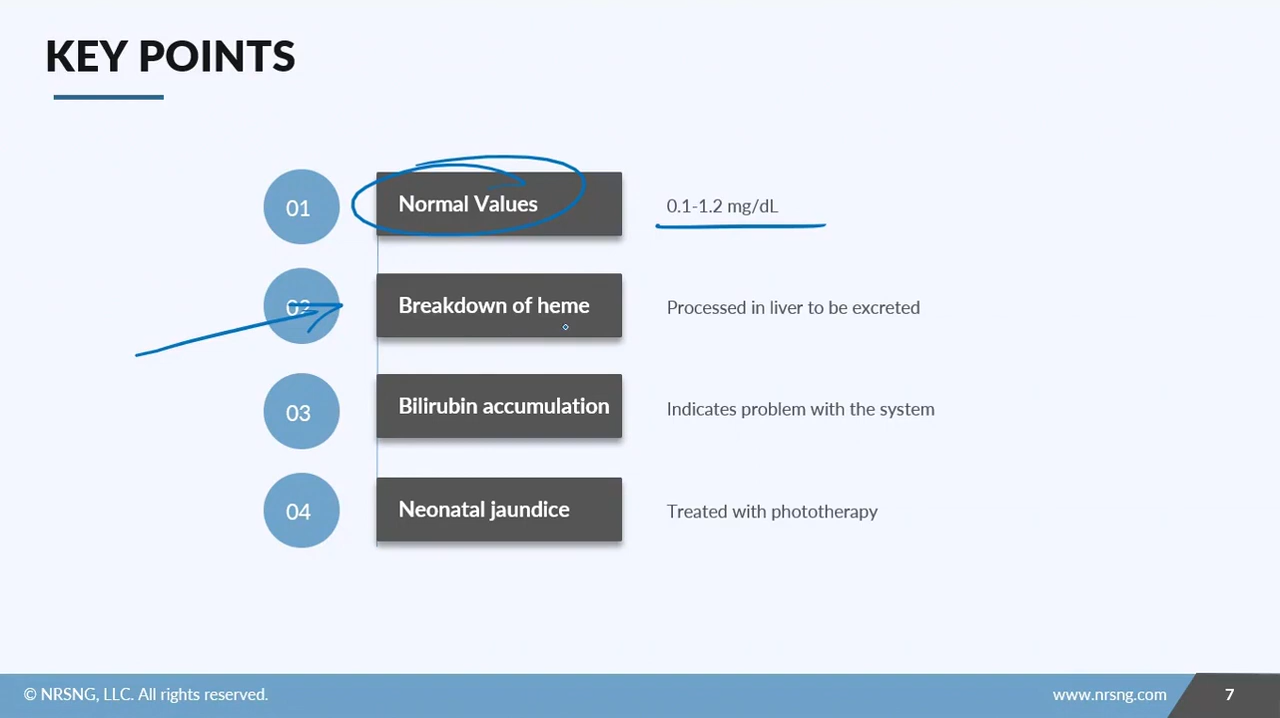 KEY POINTS
01 Normal Values 0.1-1.2 mg/dL
02 Breakdown of heme Processed in liver to be excreted
03 Bilirubin accumulation Indicates problem with the system
04 Neonatal jaundice Treated with phototherapy
© NRSNG, LLC. All rights reserved. www.nrsng.com 7